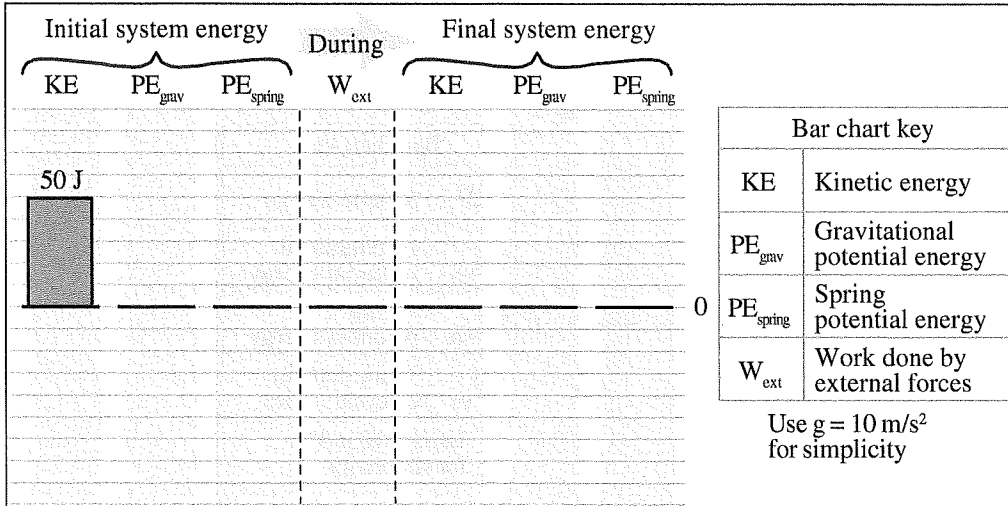 Initial system energy
During
Final system energy
KE PE_grav PE_spring W_ext KE PE_grav PE_spring
50 J
0
Bar chart key
KE Kinetic energy
PE_grav Gravitational
potential energy
PE_spring Spring
potential energy
W_ext Work done by
external forces
Use g = 10 m/s²
for simplicity